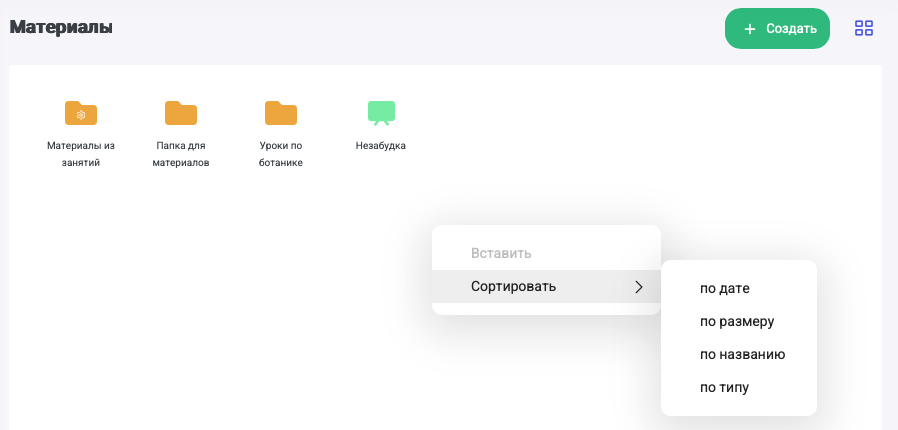 Материалы
+ Создать
Материалы из
занятий
Папка для
материалов
Уроки по
ботанике
Незабудка
Вставить
Сортировать
по дате
по размеру
по названию
по типу